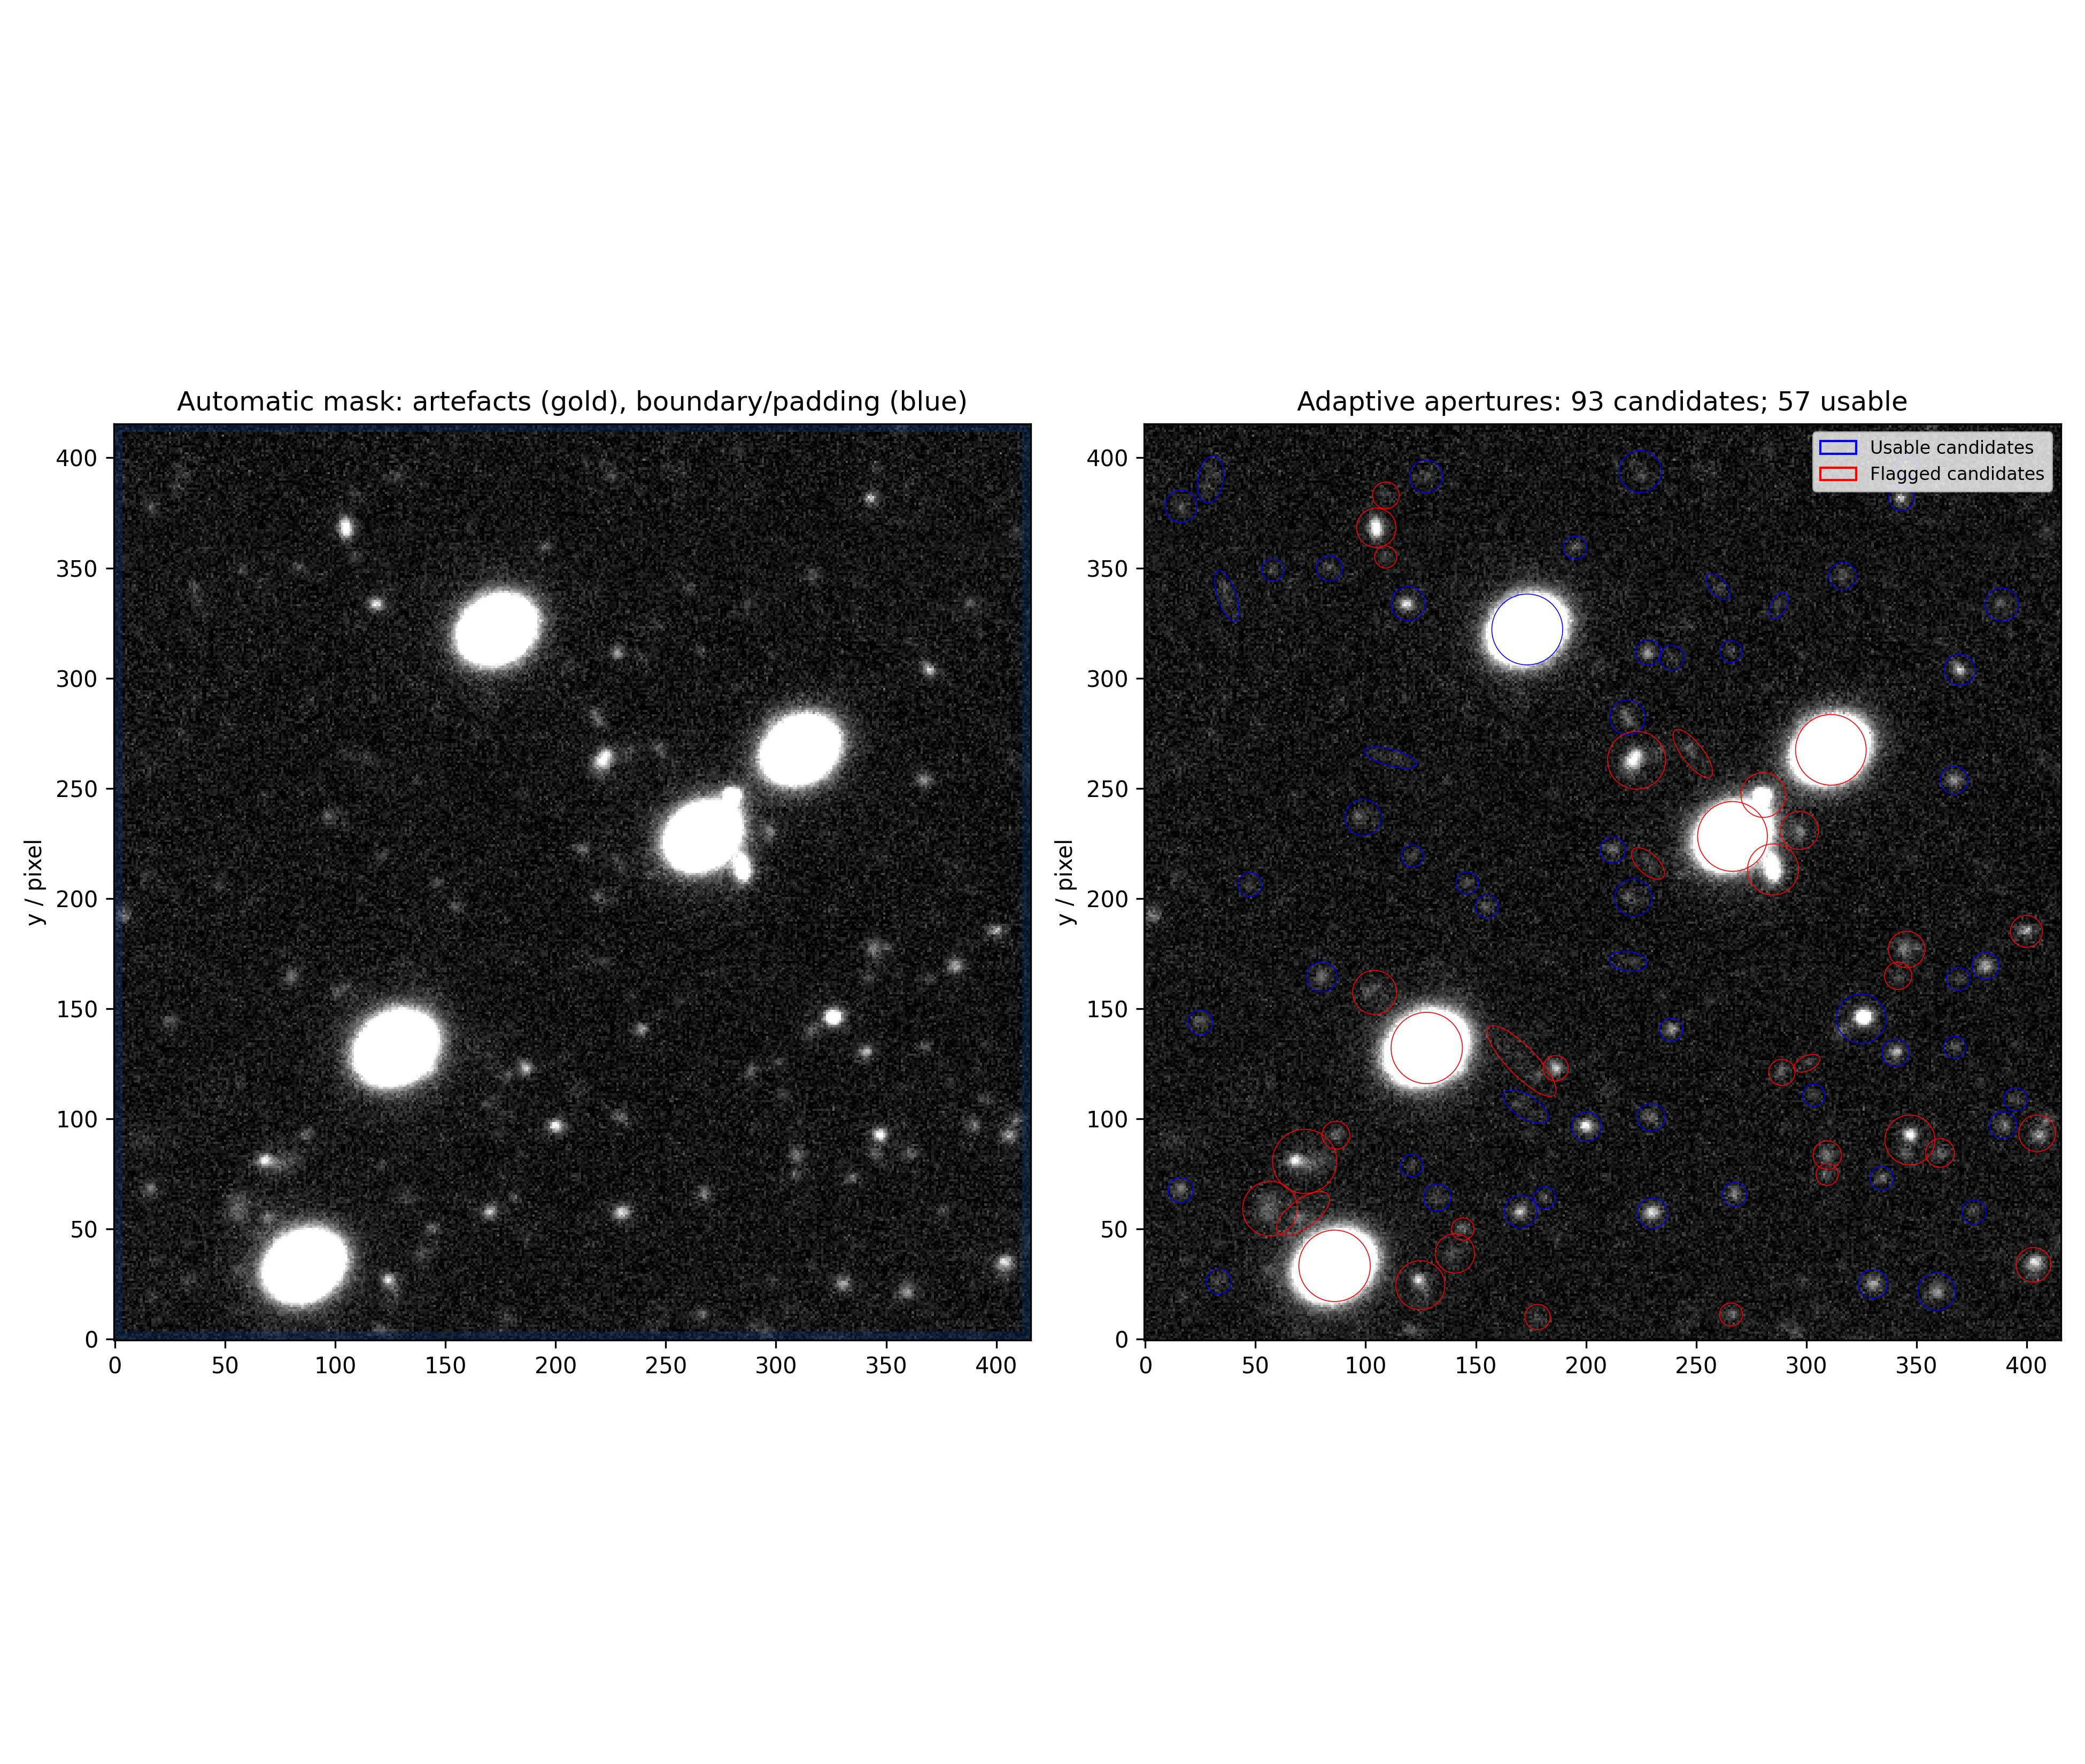 Automatic mask: artefacts (gold), boundary/padding (blue)
y / pixel
400
350
300
250
200
150
100
50
0
0 50 100 150 200 250 300 350 400
Adaptive apertures: 93 candidates; 57 usable
Usable candidates
Flagged candidates
y / pixel
400
350
300
250
200
150
100
50
0
0 50 100 150 200 250 300 350 400